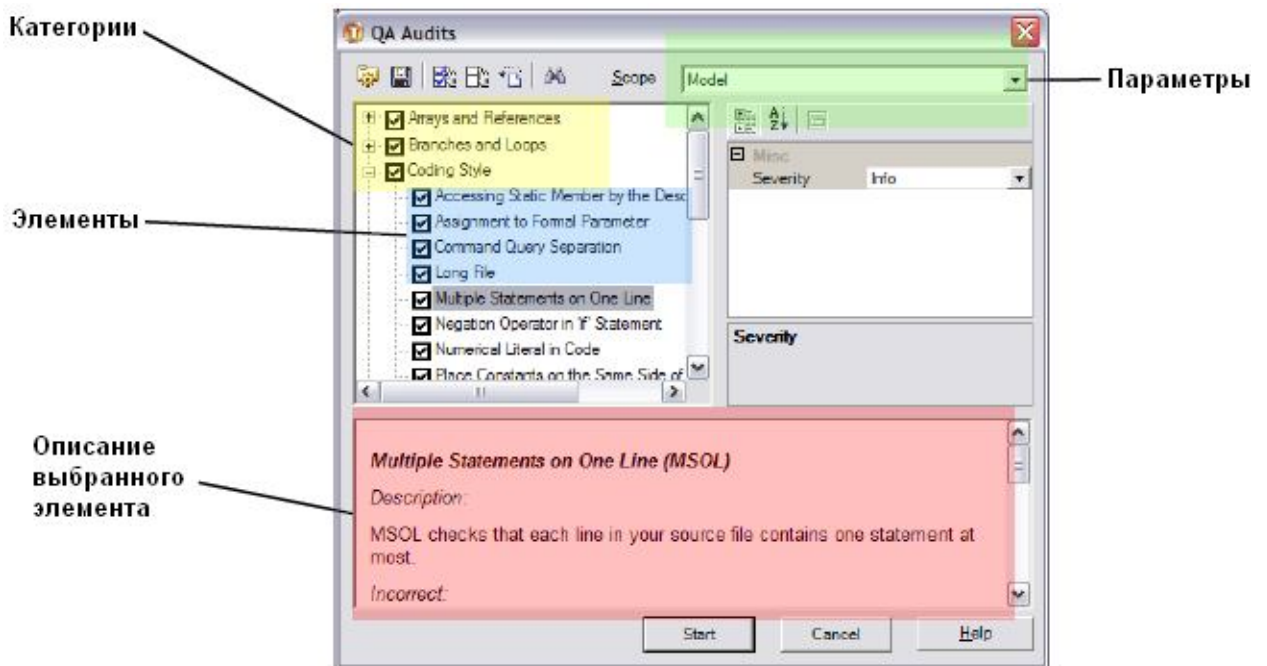 Категории
QA Audits
Scope Model
Параметры
Arrays and References
Branches and Loops
Coding Style
Misc
Severity Info
Элементы
Accessing Static Member by the Desc
Assignment to Formal Parameter
Command Query Separation
Long File
Multiple Statements on One Line
Negation Operator in 'If' Statement
Numerical Literal in Code
Place Constants on the Same Side of
Severity
Описание
выбранного
элемента
Multiple Statements on One Line (MSOL)
Description:
MSOL checks that each line in your source file contains one statement at
most.
Incorrect:
Start Cancel Help